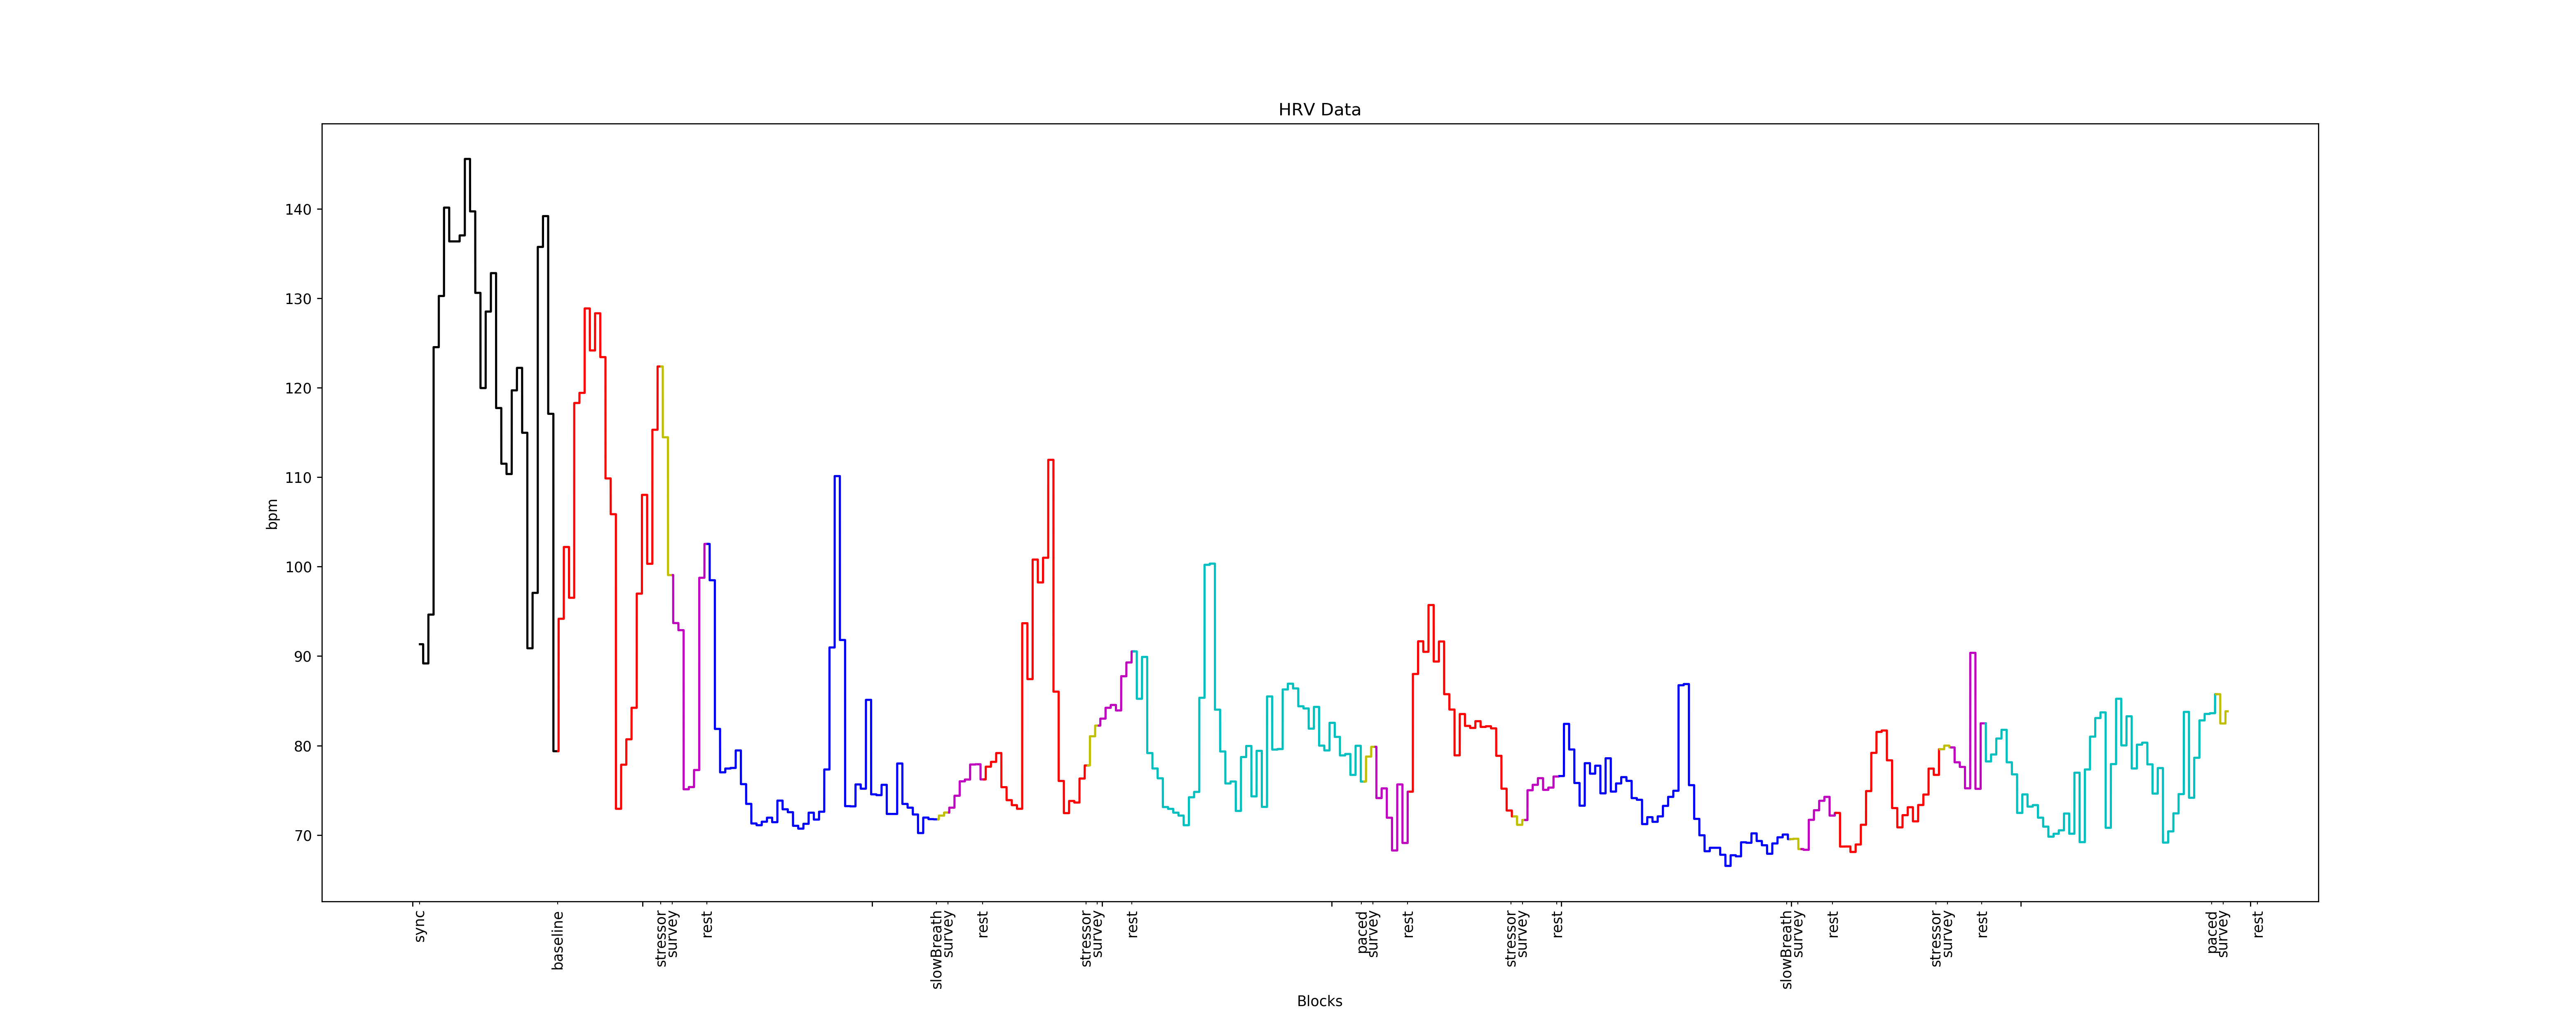 HRV Data
140
130
120
110
100
90
80
70
bpm
sync
baseline
stressor
survey
rest
slowBreath
survey
rest
stressor
survey
rest
paced
survey
rest
stressor
survey
rest
slowBreath
survey
rest
stressor
survey
rest
paced
survey
rest
Blocks